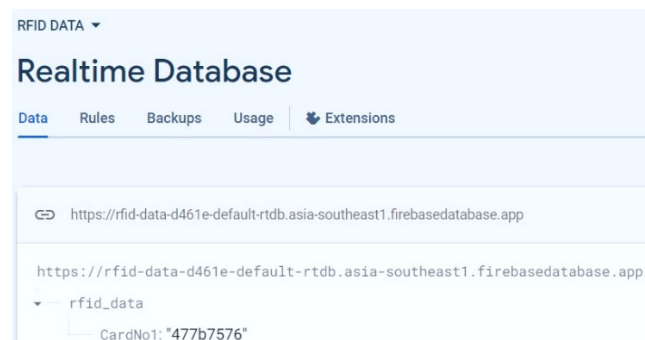 RFID DATA
Realtime Database
Data Rules Backups Usage Extensions
https://rfid-data-d461e-default-rtdb.asia-southeast1.firebasedatabase.app
https://rfid-data-d461e-default-rtdb.asia-southeast1.firebasedatabase.app
rfid_data
CardNo1: "477b7576"